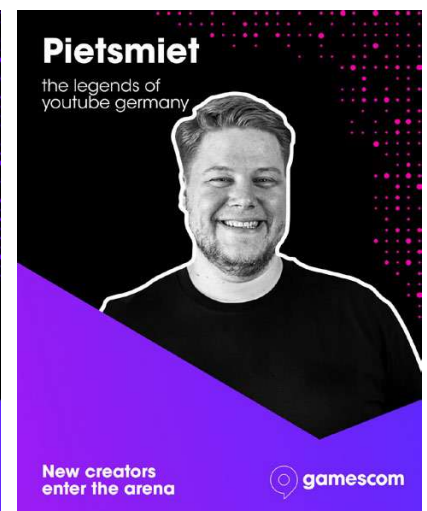 Pietsmiet
the legends of
youtube germany
New creators
enter the arena
gamescom